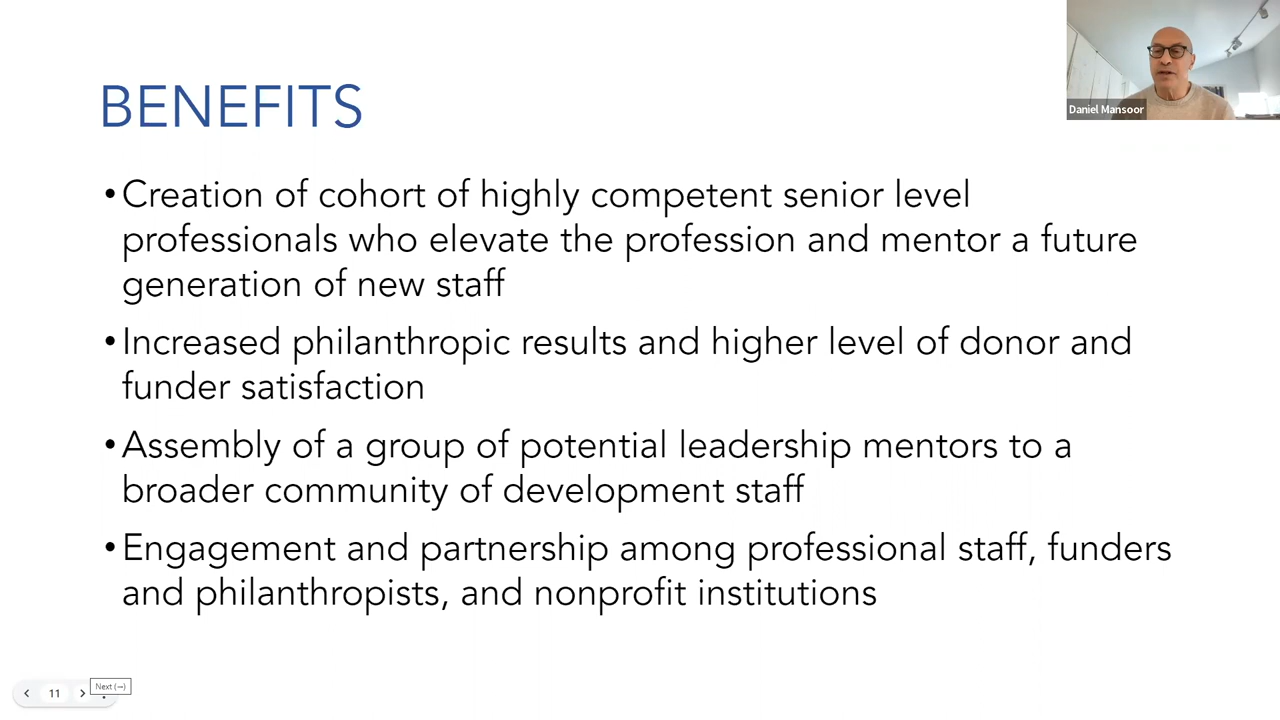 BENEFITS
Daniel Mansoor
•Creation of cohort of highly competent senior level
professionals who elevate the profession and mentor a future
generation of new staff
•Increased philanthropic results and higher level of donor and
funder satisfaction
•Assembly of a group of potential leadership mentors to a
broader community of development staff
•Engagement and partnership among professional staff, funders
and philanthropists, and nonprofit institutions
11
Next (→)